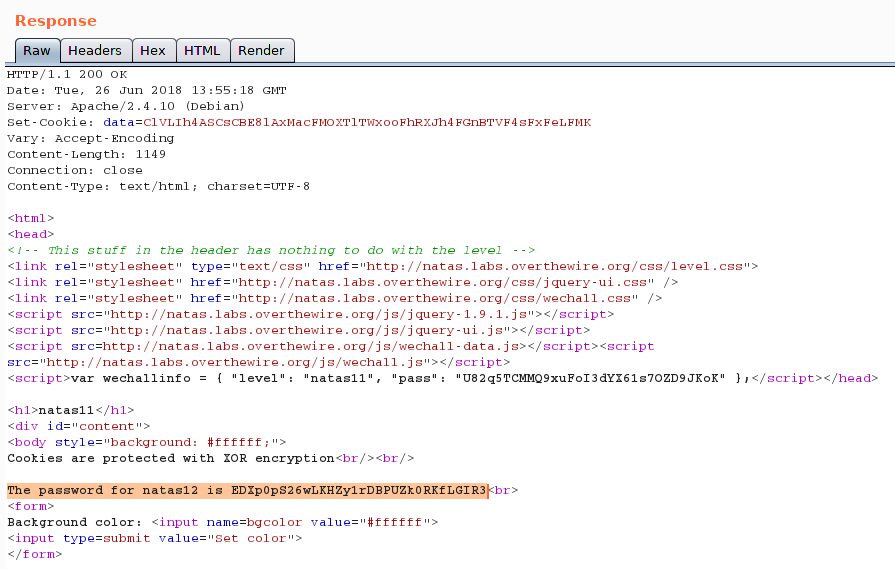 Response
Raw Headers Hex HTML Render
HTTP/1.1 200 OK
Date: Tue, 26 Jun 2018 13:55:18 GMT
Server: Apache/2.4.10 (Debian)
Set-Cookie: data=ClVLIh4ASCsCBE8lAxMacFMOXTlTWxooFhRXJh4FGnBTVF4sFxFeLFMK
Vary: Accept-Encoding
Content-Length: 1149
Connection: close
Content-Type: text/html; charset=UTF-8
<html>
<head>
<!-- This stuff in the header has nothing to do with the level -->
<link rel="stylesheet" type="text/css" href="http://natas.labs.overthewire.org/css/level.css">
<link rel="stylesheet" href="http://natas.labs.overthewire.org/css/jquery-ui.css" />
<link rel="stylesheet" href="http://natas.labs.overthewire.org/css/wechall.css" />
<script src="http://natas.labs.overthewire.org/js/jquery-1.9.1.js"></script>
<script src="http://natas.labs.overthewire.org/js/jquery-ui.js"></script>
<script src=http://natas.labs.overthewire.org/js/wechall-data.js></script><script
src="http://natas.labs.overthewire.org/js/wechall.js"></script>
<script>var wechallinfo = { "level": "natas11", "pass": "U82q5TCMMQ9xuFoI3dYX61s7OZD9JKoK" };</script></head>
<h1>natas11</h1>
<div id="content">
<body style="background: #ffffff;">
Cookies are protected with XOR encryption<br/><br/>
The password for natas12 is EDXp0pS26wLKHZy1rDBPUZk0RKfLGIR3<br>
<form>
Background color: <input name=bgcolor value="#ffffff">
<input type=submit value="Set color">
</form>